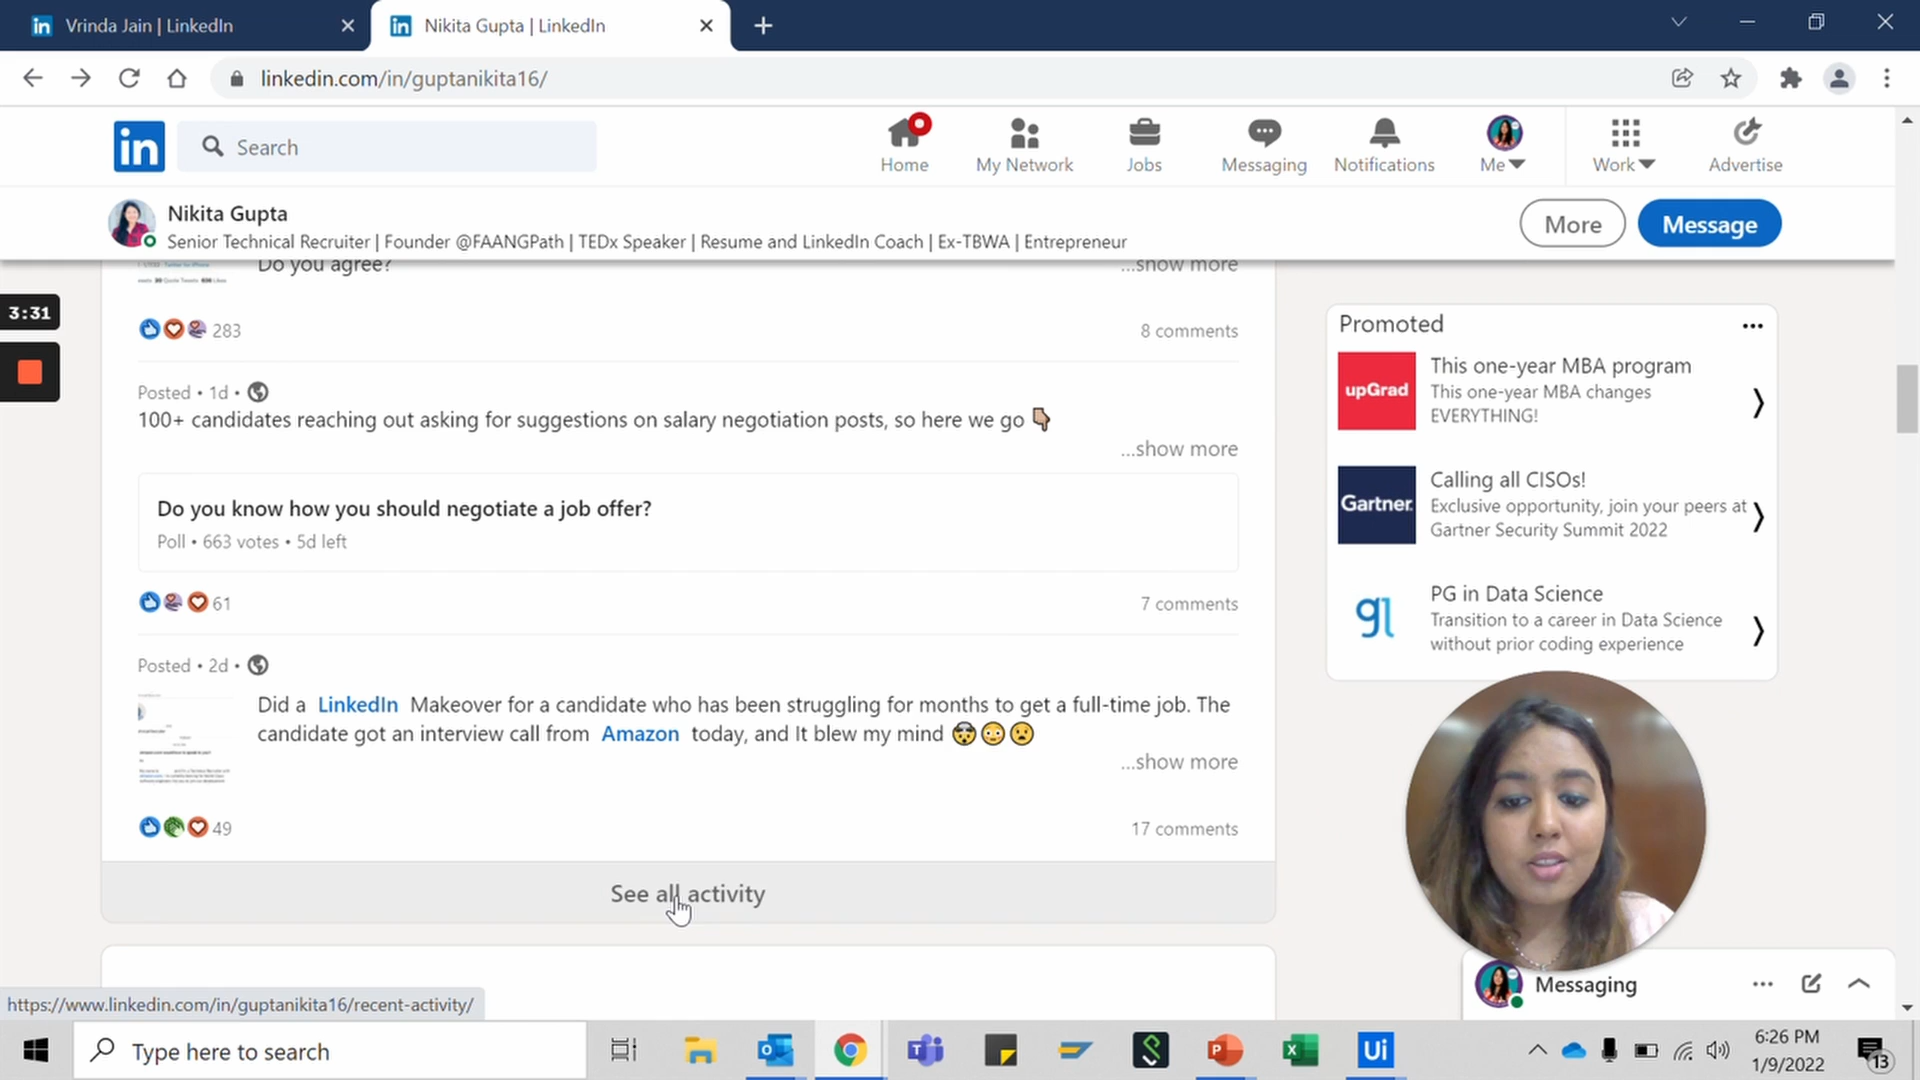 Vrinda Jain | LinkedIn
Nikita Gupta | LinkedIn
linkedin.com/in/guptanikita16/
in
Search
Home
My Network
Jobs
Messaging
Notifications
Me
Work
Advertise
Nikita Gupta
Senior Technical Recruiter | Founder @FAANGPath | TEDx Speaker | Resume and LinkedIn Coach | Ex-TBWA | Entrepreneur
More
Message
Do you agree?
...show more
3:31
283
8 comments
Posted • 1d •
100+ candidates reaching out asking for suggestions on salary negotiation posts, so here we go
...show more
Do you know how you should negotiate a job offer?
Poll • 663 votes • 5d left
61
7 comments
Posted • 2d •
Did a LinkedIn Makeover for a candidate who has been struggling for months to get a full-time job. The
candidate got an interview call from Amazon today, and It blew my mind
...show more
49
17 comments
See all activity
Promoted
upGrad
This one-year MBA program
This one-year MBA changes
EVERYTHING!
Gartner
Calling all CISOs!
Exclusive opportunity, join your peers at
Gartner Security Summit 2022
gl
PG in Data Science
Transition to a career in Data Science
without prior coding experience
Messaging
https://www.linkedin.com/in/guptanikita16/recent-activity/
Type here to search
Ui
6:26 PM
1/9/2022
13